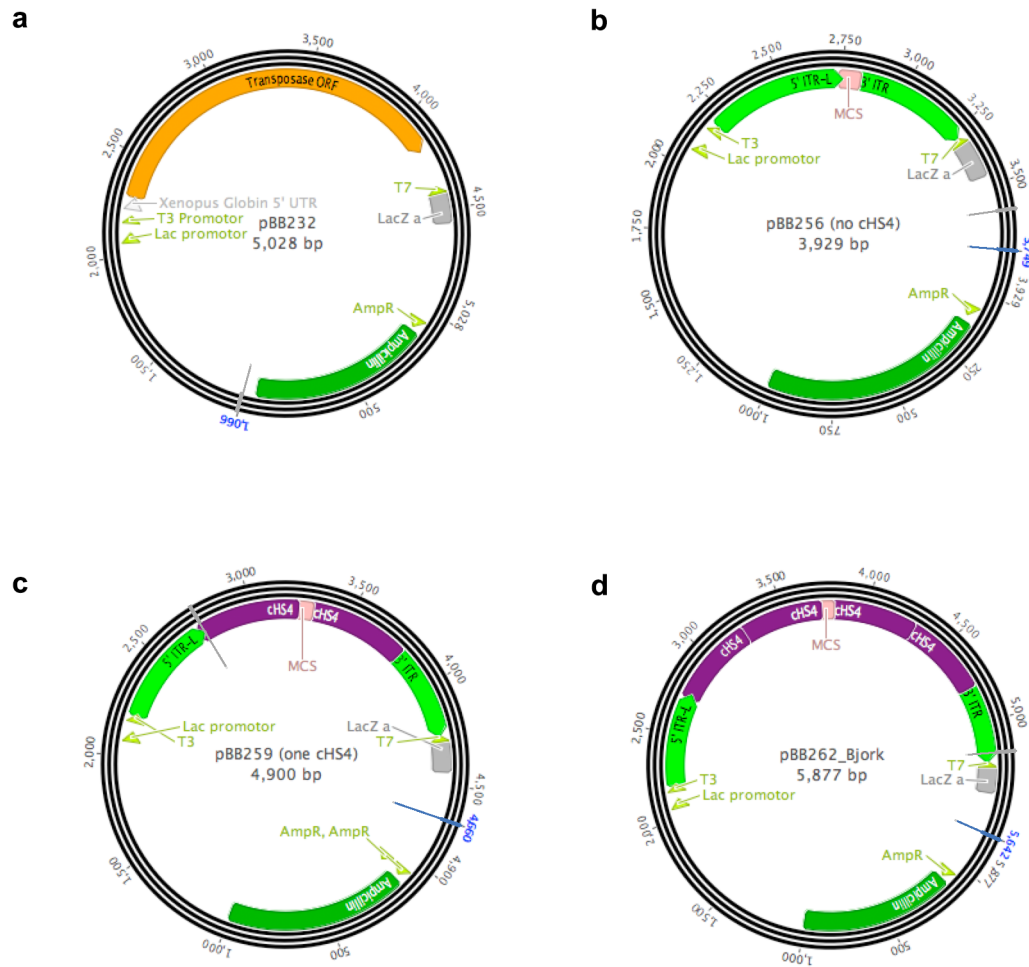 a
3,500
3,000
4,000
Transposase ORF
2,500
T7
4,500
Xenopus Globin 5' UTR
LacZ a
T3 Promotor
pBB232
Lac promotor
5,028 bp
2,000
AmpR
5,028
1,500
Ampicillin
500
1,066
b
2,750
2,500
3,000
5' ITR-L
3' ITR
2,250
MCS
3,250
T3
T7
2,000
Lac promotor
LacZ a
3,500
pBB256 (no cHS4)
1,750
3,929 bp
3,749
AmpR
3,929
1,500
Ampicillin
250
1,250
1,000
500
750
c
3,000
3,500
cHS4
cHS4
2,500
5' ITR-L
MCS
3' ITR
4,000
Lac promotor
LacZ a
T3
T7
2,000
pBB259 (one cHS4)
4,900 bp
4,500
4,660
AmpR, AmpR
4,900
1,500
Ampicillin
1,000
500
d
3,500
4,000
cHS4
cHS4
3,000
cHS4
cHS4
4,500
MCS
2,500
5' ITR-L
3' ITR
5,000
T3
pBB262_Bjork
T7
Lac promotor
5,877 bp
LacZ a
2,000
5,642
AmpR
5,877
1,500
Ampicillin
1,000
500